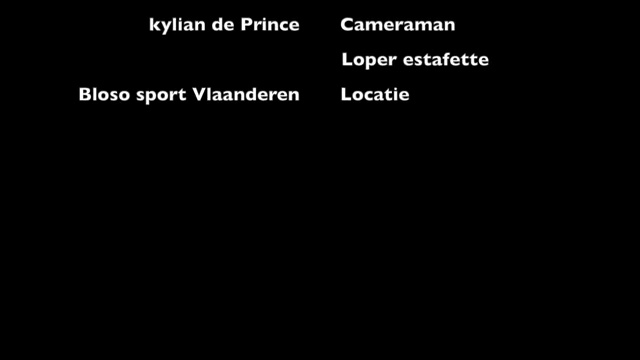 kylian de Prince Cameraman
Loper estafette
Bloso sport Vlaanderen Locatie